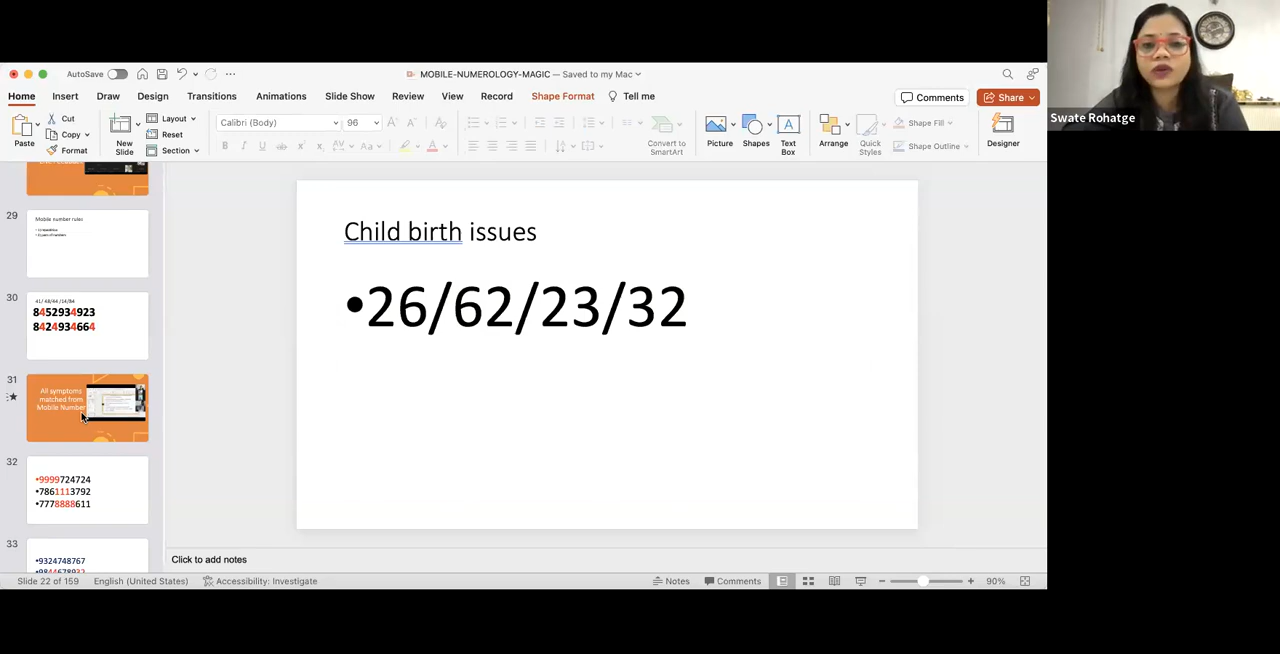 AutoSave
MOBILE-NUMEROLOGY-MAGIC — Saved to my Mac
Home Insert Draw Design Transitions Animations Slide Show Review View Record Shape Format Tell me
Comments Share
Paste
Cut
Copy
Format
New Slide
Layout
Reset
Section
Calibri (Body) 96
Convert to SmartArt
Picture
Shapes
Text Box
Arrange
Quick Styles
Shape Fill
Shape Outline
Designer
Swate Rohatge
29
Mobile number rules
30
41/ 48/44 /14/84
8452934923
8424934664
31
All symptoms
matched from
Mobile Number
32
•9999724724
•7861113792
•7778888611
33
•9324748767
Child birth issues
•26/62/23/32
Click to add notes
Slide 22 of 159 English (United States) Accessibility: Investigate Notes Comments 90%